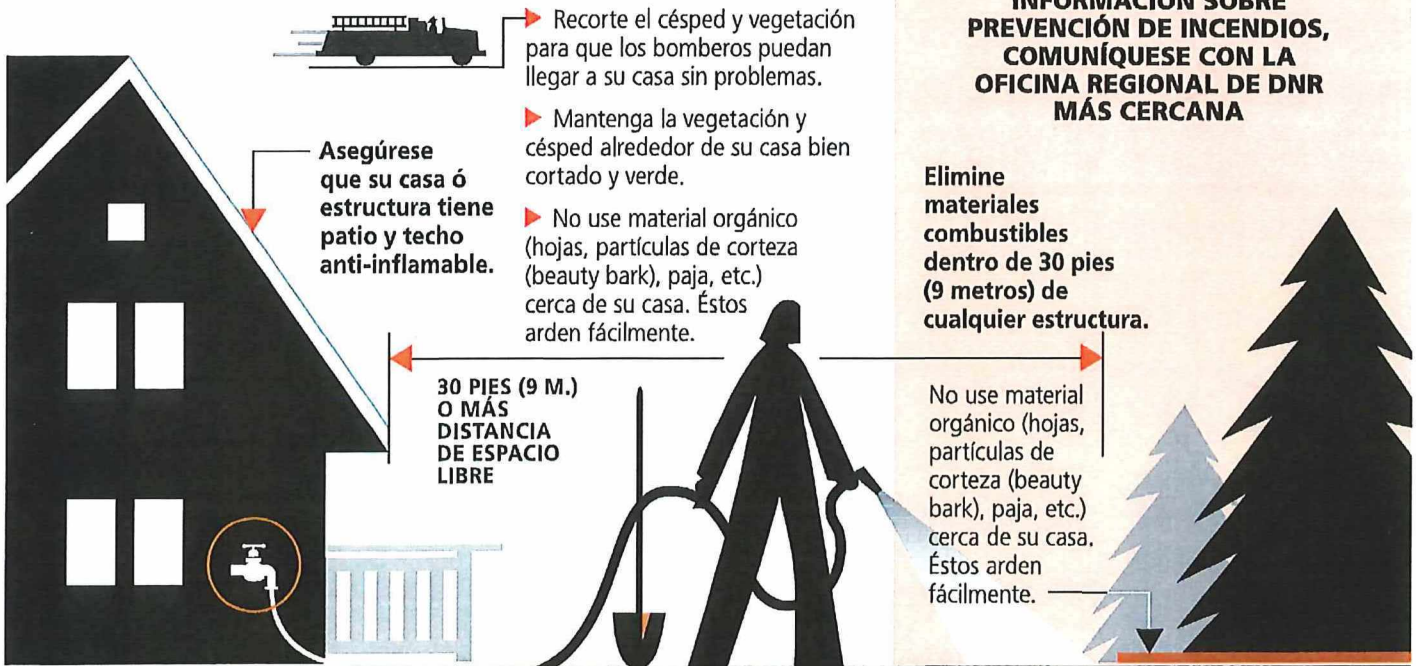 Recorte el césped y vegetación
para que los bomberos puedan
llegar a su casa sin problemas.
Mantenga la vegetación y
césped alrededor de su casa bien
cortado y verde.
No use material orgánico
(hojas, partículas de corteza
(beauty bark), paja, etc.)
cerca de su casa. Éstos
arden fácilmente.
Asegúrese
que su casa ó
estructura tiene
patio y techo
anti-inflamable.
30 PIES (9 M.)
O MÁS
DISTANCIA
DE ESPACIO
LIBRE
INFORMACIÓN SOBRE
PREVENCIÓN DE INCENDIOS,
COMUNÍQUESE CON LA
OFICINA REGIONAL DE DNR
MÁS CERCANA
Elimine
materiales
combustibles
dentro de 30 pies
(9 metros) de
cualquier estructura.
No use material
orgánico (hojas,
partículas de
corteza (beauty
bark), paja, etc.)
cerca de su casa.
Éstos arden
fácilmente.